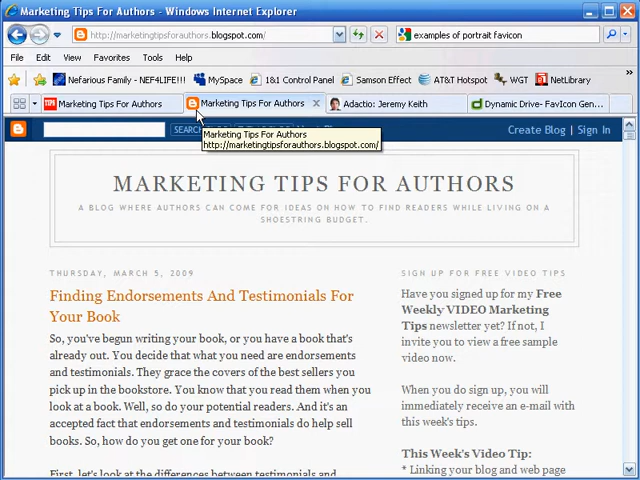 Marketing Tips For Authors - Windows Internet Explorer
http://marketingtipsforauthors.blogspot.com/
examples of portrait favicon
File Edit View Favorites Tools Help
Nefarious Family - NEF4LIFE!! MySpace 1&1 Control Panel Samson Effect AT&T Hotspot WGT NetLibrary
TIPS Marketing Tips For Authors Marketing Tips For Authors Adactio: Jeremy Keith Dynamic Drive- FavIcon Gen...
SEARCH Create Blog | Sign In
Marketing Tips For Authors
http://marketingtipsforauthors.blogspot.com/
MARKETING TIPS FOR AUTHORS
A BLOG WHERE AUTHORS CAN COME FOR IDEAS ON HOW TO FIND READERS WHILE LIVING ON A
SHOESTRING BUDGET.
THURSDAY, MARCH 5, 2009
Finding Endorsements And Testimonials For
Your Book
So, you've begun writing your book, or you have a book that's
already out. You decide that what you need are endorsements
and testimonials. They grace the covers of the best sellers you
pick up in the bookstore. You know that you read them when you
look at a book. Well, so do your potential readers. And it's an
accepted fact that endorsements and testimonials do help sell
books. So, how do you get one for your book?
First, let's look at the differences between testimonials and
SIGN UP FOR FREE VIDEO TIPS
Have you signed up for my Free
Weekly VIDEO Marketing
Tips newsletter yet? If not, I
invite you to view a free sample
video now.
When you do sign up, you will
immediately receive an e-mail with
this week's tips.
This Week's Video Tip:
* Linking your blog and web page